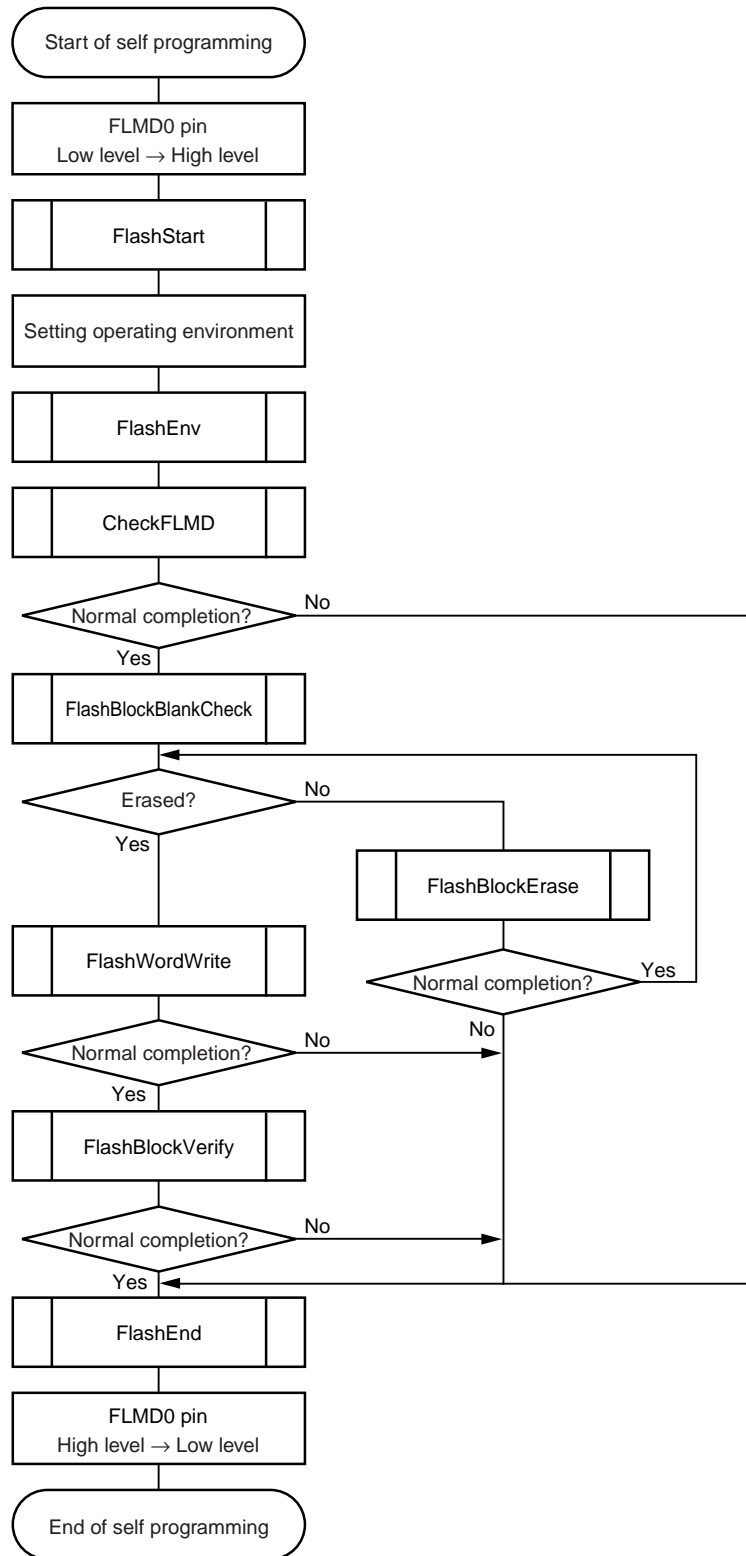 Start of self programming
FLMD0 pin
Low level → High level
FlashStart
Setting operating environment
FlashEnv
CheckFLMD
Normal completion?
No
Yes
FlashBlockBlankCheck
Erased?
No
Yes
FlashBlockErase
Normal completion?
Yes
No
FlashWordWrite
Normal completion?
No
Yes
FlashBlockVerify
Normal completion?
No
Yes
FlashEnd
FLMD0 pin
High level → Low level
End of self programming